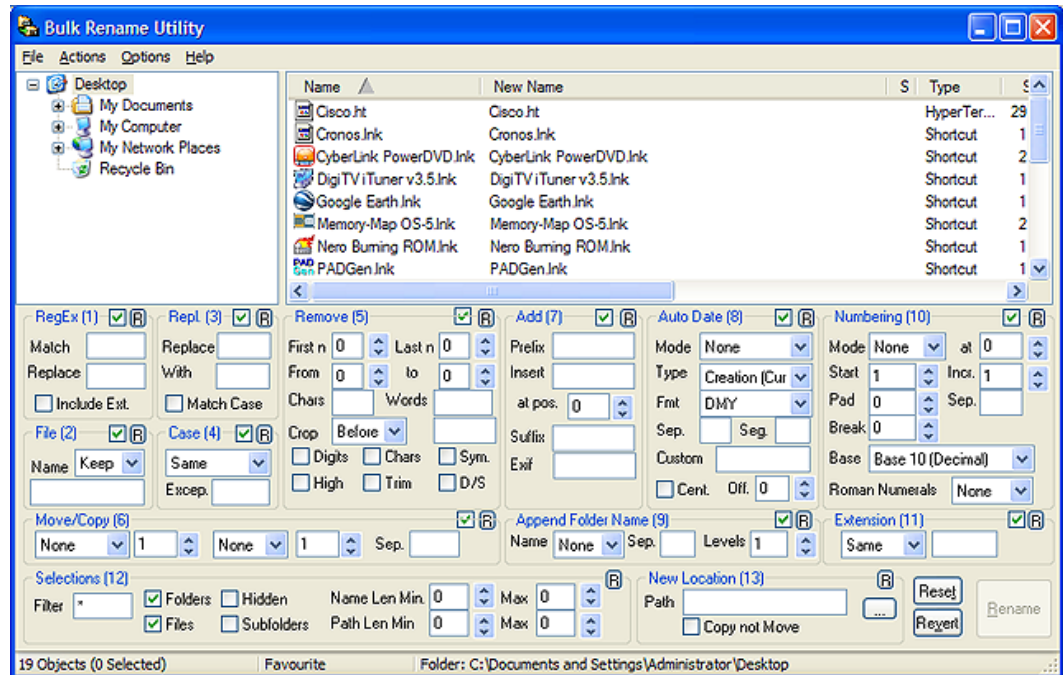 Bulk Rename Utility
File Actions Options Help
Desktop
My Documents
My Computer
My Network Places
Recycle Bin
Name New Name S Type S
Cisco.ht Cisco.ht HyperTer... 29
Cronos.lnk Cronos.lnk Shortcut 1
CyberLink PowerDVD.lnk CyberLink PowerDVD.lnk Shortcut 2
DigiTV iTuner v3.5.lnk DigiTV iTuner v3.5.lnk Shortcut 1
Google Earth.lnk Google Earth.lnk Shortcut 1
Memory-Map OS-5.lnk Memory-Map OS-5.lnk Shortcut 2
Nero Burning ROM.lnk Nero Burning ROM.lnk Shortcut 1
PAD Gen PADGen.lnk PADGen.lnk Shortcut 1
RegEx (1) R
Match
Replace
Include Ext.
Repl. (3) R
Replace
With
Match Case
File (2) R
Name Keep
Case (4) R
Same
Excep.
Remove (5) R
First n 0 Last n 0
From 0 to 0
Chars Words
Crop Before
Digits Chars Sym.
High Trim D/S
Add (7) R
Prefix
Insert
at pos. 0
Suffix
Exif
Auto Date (8) R
Mode None
Type Creation (Cur
Fmt DMY
Sep. Seg.
Custom
Cent. Off. 0
Numbering (10) R
Mode None at 0
Start 1 Incr. 1
Pad 0 Sep.
Break 0
Base Base 10 (Decimal)
Roman Numerals None
Move/Copy (6) R
None 1 None 1 Sep.
Append Folder Name (9) R
Name None Sep. Levels 1
Extension (11) R
Same
Selections (12) R
Filter * Folders Hidden Name Len Min. 0 Max 0
Files Subfolders Path Len Min 0 Max 0
New Location (13) R
Path ...
Copy not Move
Reset
Revert
Rename
19 Objects (0 Selected) Favourite Folder: C:\Documents and Settings\Administrator\Desktop